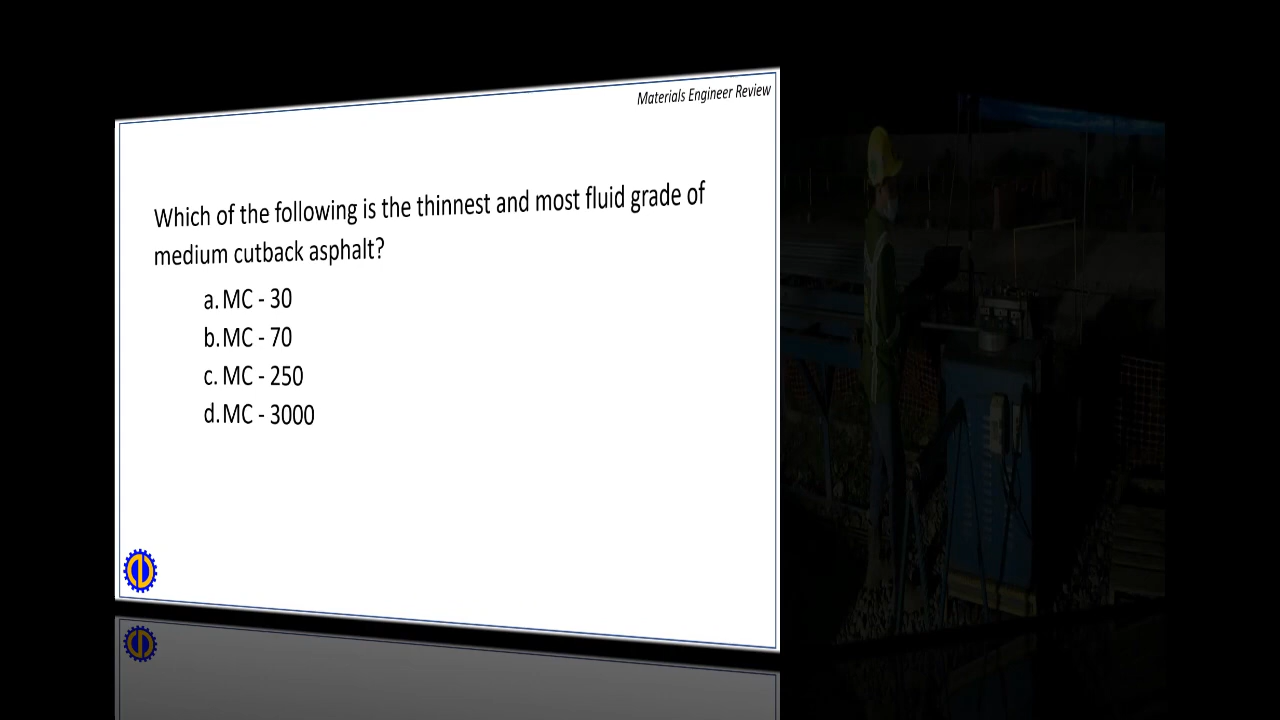 Materials Engineer Review
Which of the following is the thinnest and most fluid grade of
medium cutback asphalt?
a. MC - 30
b. MC - 70
c. MC - 250
d. MC - 3000